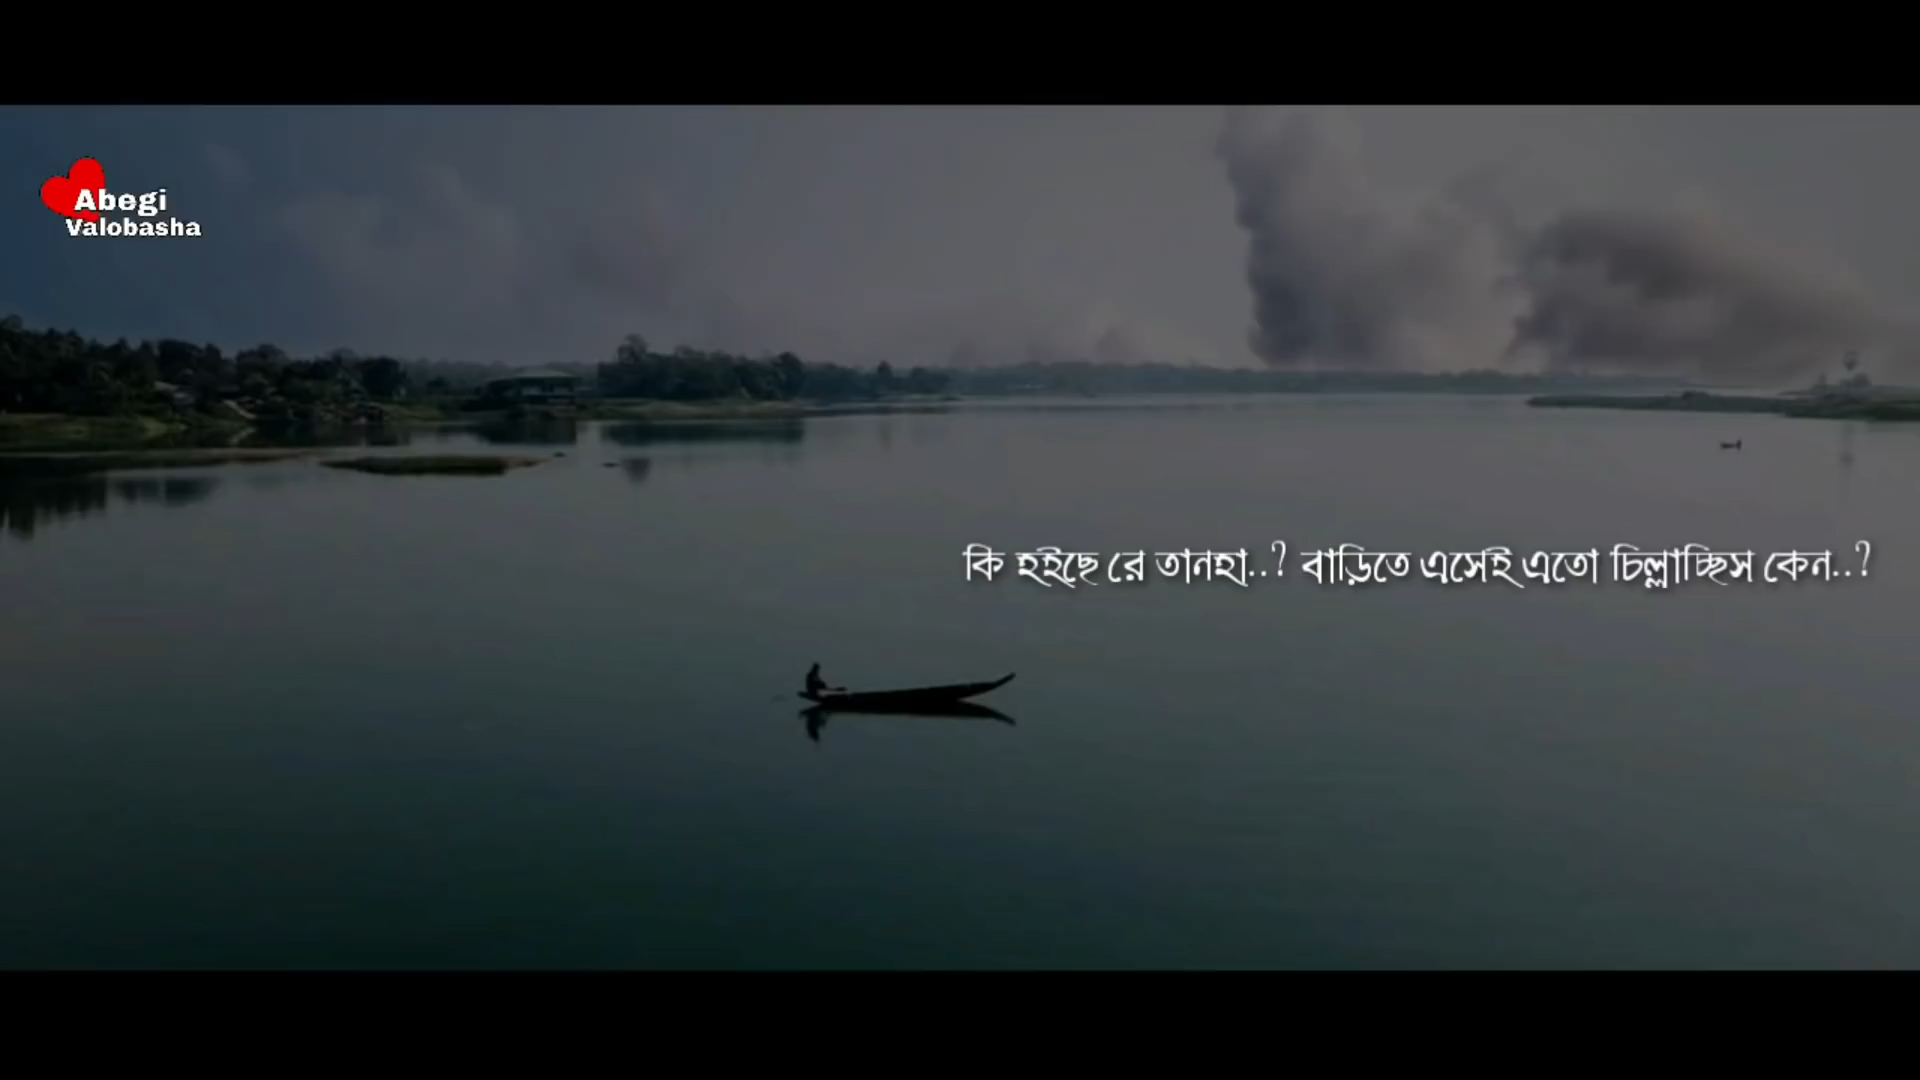 Abegi
Valobasha
কি হইছে রে তানহা..? বাড়িতে এসেই এতো চিল্লাচ্ছিস কেন..?